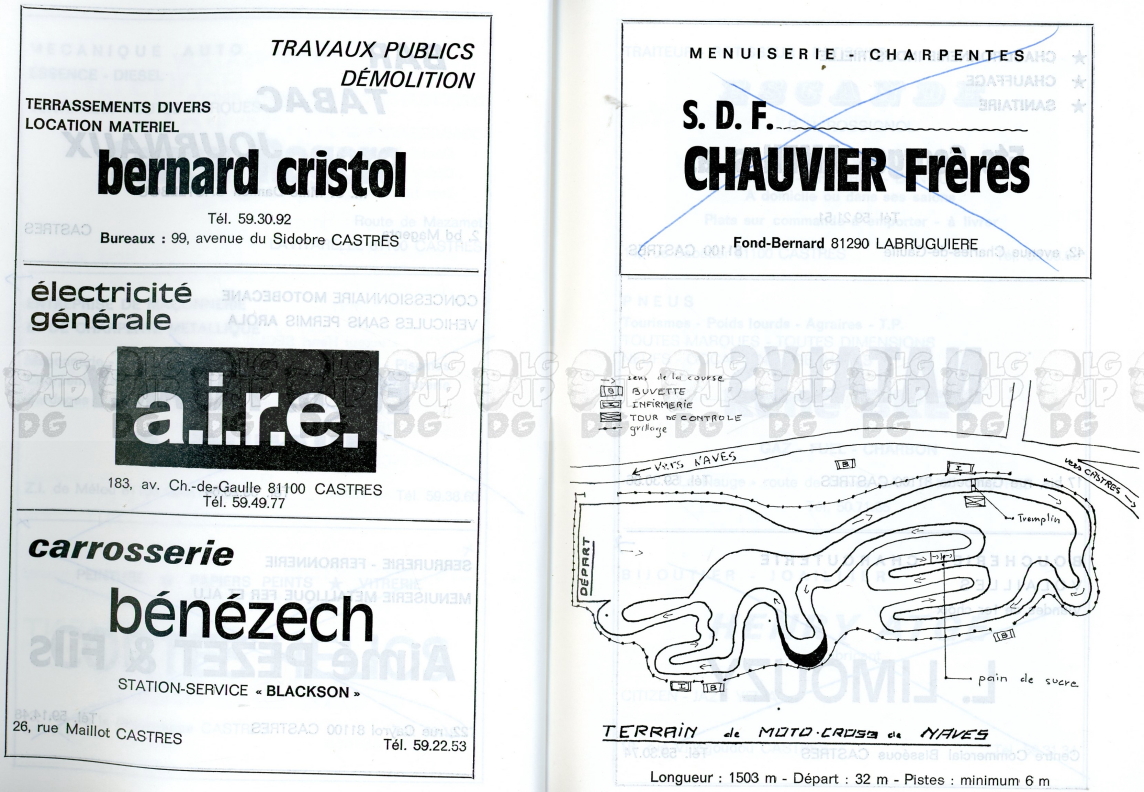 TRAVAUX PUBLICS
DÉMOLITION
TERRASSEMENTS DIVERS
LOCATION MATERIEL
bernard cristol
Tél. 59.30.92
Bureaux : 99, avenue du Sidobre CASTRES
électricité
générale
a.i.r.e.
183, av. Ch.-de-Gaulle 81100 CASTRES
Tél. 59.49.77
carrosserie
bénézech
STATION-SERVICE « BLACKSON »
26, rue Maillot CASTRES
Tél. 59.22.53
MENUISERIE - CHARPENTES
S. D. F.
CHAUVIER Frères
Fond-Bernard 81290 LABRUGUIERE
sens de la course
B BUVETTE
I INFIRMERIE
TOUR DE CONTROLE
grillage
VERS NAVES
B
I
VERS CASTRES
Tremplin
DÉPART
B
pain de sucre
I B
TERRAIN de MOTO-CROSS de NAVES
Longueur : 1503 m - Départ : 32 m - Pistes : minimum 6 m